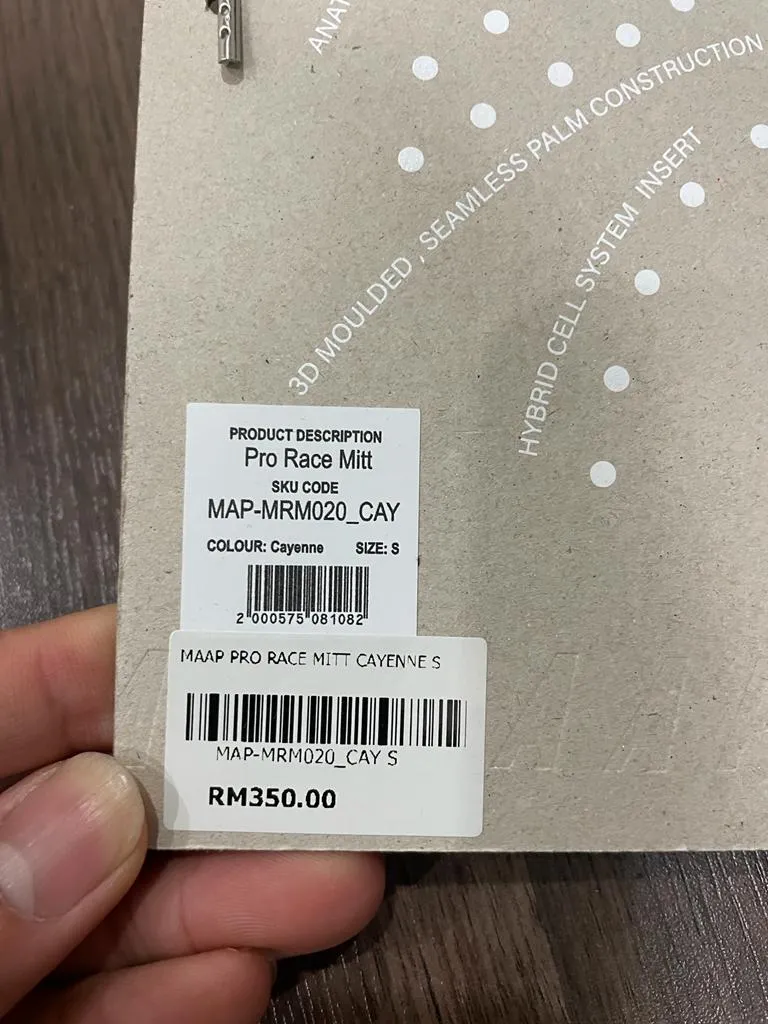 ANAT
3D MOULDED , SEAMLESS PALM CONSTRUCTION
HYBRID CELL SYSTEM INSERT
PRODUCT DESCRIPTION
Pro Race Mitt
SKU CODE
MAP-MRM020_CAY
COLOUR: Cayenne SIZE: S
2 000575 081082
MAAP PRO RACE MITT CAYENNE S
MAP-MRM020_CAY S
RM350.00